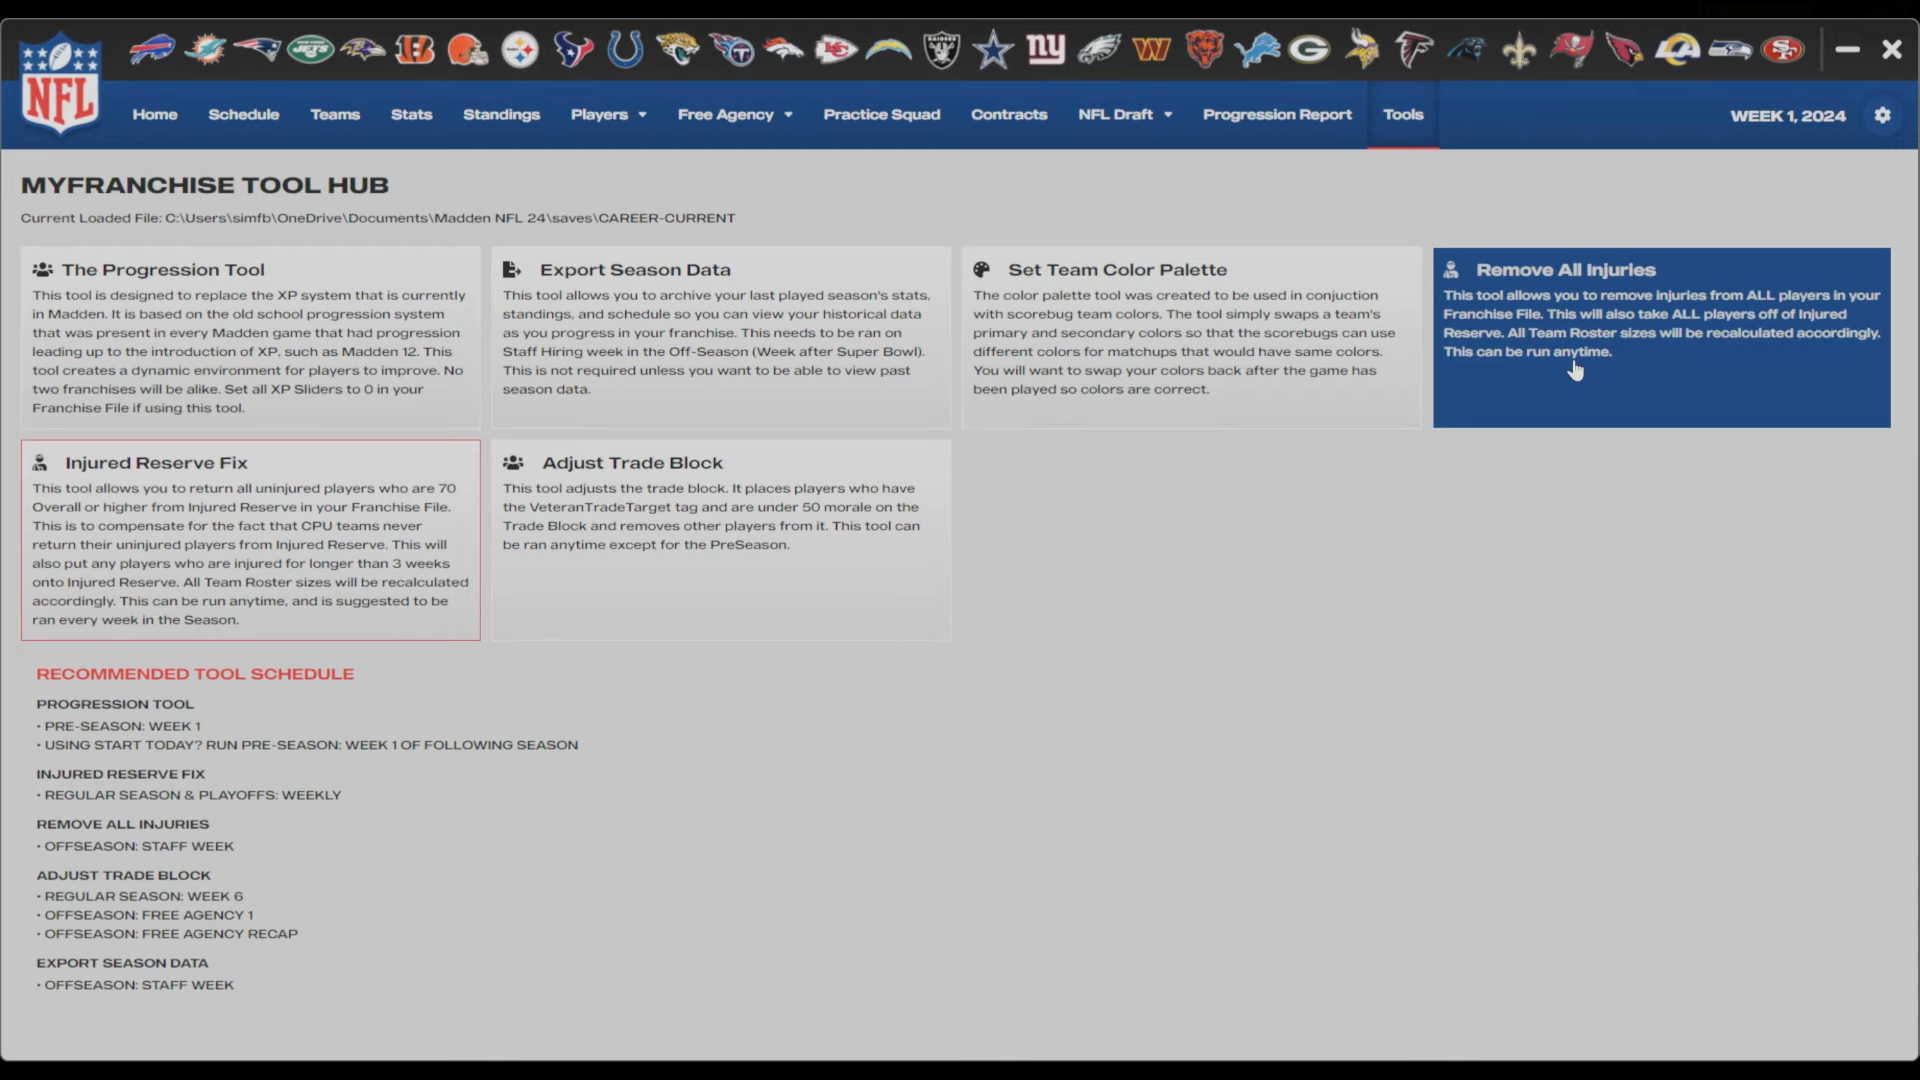 NFL
Home Schedule Teams Stats Standings Players Free Agency Practice Squad Contracts NFL Draft Progression Report Tools WEEK 1, 2024
MYFRANCHISE TOOL HUB
Current Loaded File: C:\Users\simfb\OneDrive\Documents\Madden NFL 24\saves\CAREER-CURRENT
The Progression Tool
This tool is designed to replace the XP system that is currently
in Madden. It is based on the old school progression system
that was present in every Madden game that had progression
leading up to the introduction of XP, such as Madden 12. This
tool creates a dynamic environment for players to improve. No
two franchises will be alike. Set all XP Sliders to 0 in your
Franchise File if using this tool.
Export Season Data
This tool allows you to archive your last played season's stats,
standings, and schedule so you can view your historical data
as you progress in your franchise. This needs to be ran on
Staff Hiring week in the Off-Season (Week after Super Bowl).
This is not required unless you want to be able to view past
season data.
Set Team Color Palette
The color palette tool was created to be used in conjuction
with scorebug team colors. The tool simply swaps a team's
primary and secondary colors so that the scorebugs can use
different colors for matchups that would have same colors.
You will want to swap your colors back after the game has
been played so colors are correct.
Remove All Injuries
This tool allows you to remove injuries from ALL players in your
Franchise File. This will also take ALL players off of Injured
Reserve. All Team Roster sizes will be recalculated accordingly.
This can be run anytime.
Injured Reserve Fix
This tool allows you to return all uninjured players who are 70
Overall or higher from Injured Reserve in your Franchise File.
This is to compensate for the fact that CPU teams never
return their uninjured players from Injured Reserve. This will
also put any players who are injured for longer than 3 weeks
onto Injured Reserve. All Team Roster sizes will be recalculated
accordingly. This can be run anytime, and is suggested to be
ran every week in the Season.
Adjust Trade Block
This tool adjusts the trade block. It places players who have
the VeteranTradeTarget tag and are under 50 morale on the
Trade Block and removes other players from it. This tool can
be ran anytime except for the PreSeason.
RECOMMENDED TOOL SCHEDULE
PROGRESSION TOOL
• PRE-SEASON: WEEK 1
• USING START TODAY? RUN PRE-SEASON: WEEK 1 OF FOLLOWING SEASON
INJURED RESERVE FIX
• REGULAR SEASON & PLAYOFFS: WEEKLY
REMOVE ALL INJURIES
• OFFSEASON: STAFF WEEK
ADJUST TRADE BLOCK
• REGULAR SEASON: WEEK 6
• OFFSEASON: FREE AGENCY 1
• OFFSEASON: FREE AGENCY RECAP
EXPORT SEASON DATA
• OFFSEASON: STAFF WEEK